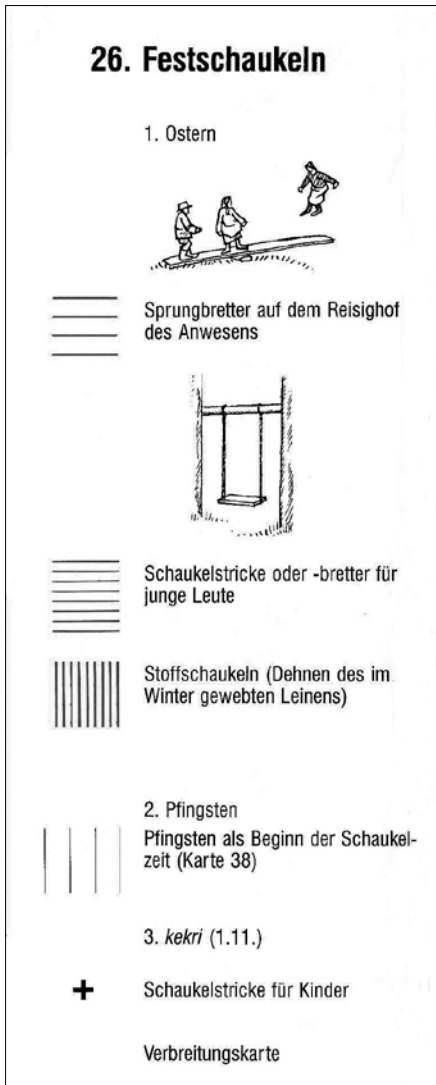 26. Festschaukeln
1. Ostern
Sprungbretter auf dem Reisighof
des Anwesens
Schaukelstricke oder -bretter für
junge Leute
Stoffschaukeln (Dehnen des im
Winter gewebten Leinens)
2. Pfingsten
Pfingsten als Beginn der Schaukel-
zeit (Karte 38)
3. kekri (1.11.)
+ Schaukelstricke für Kinder
Verbreitungskarte